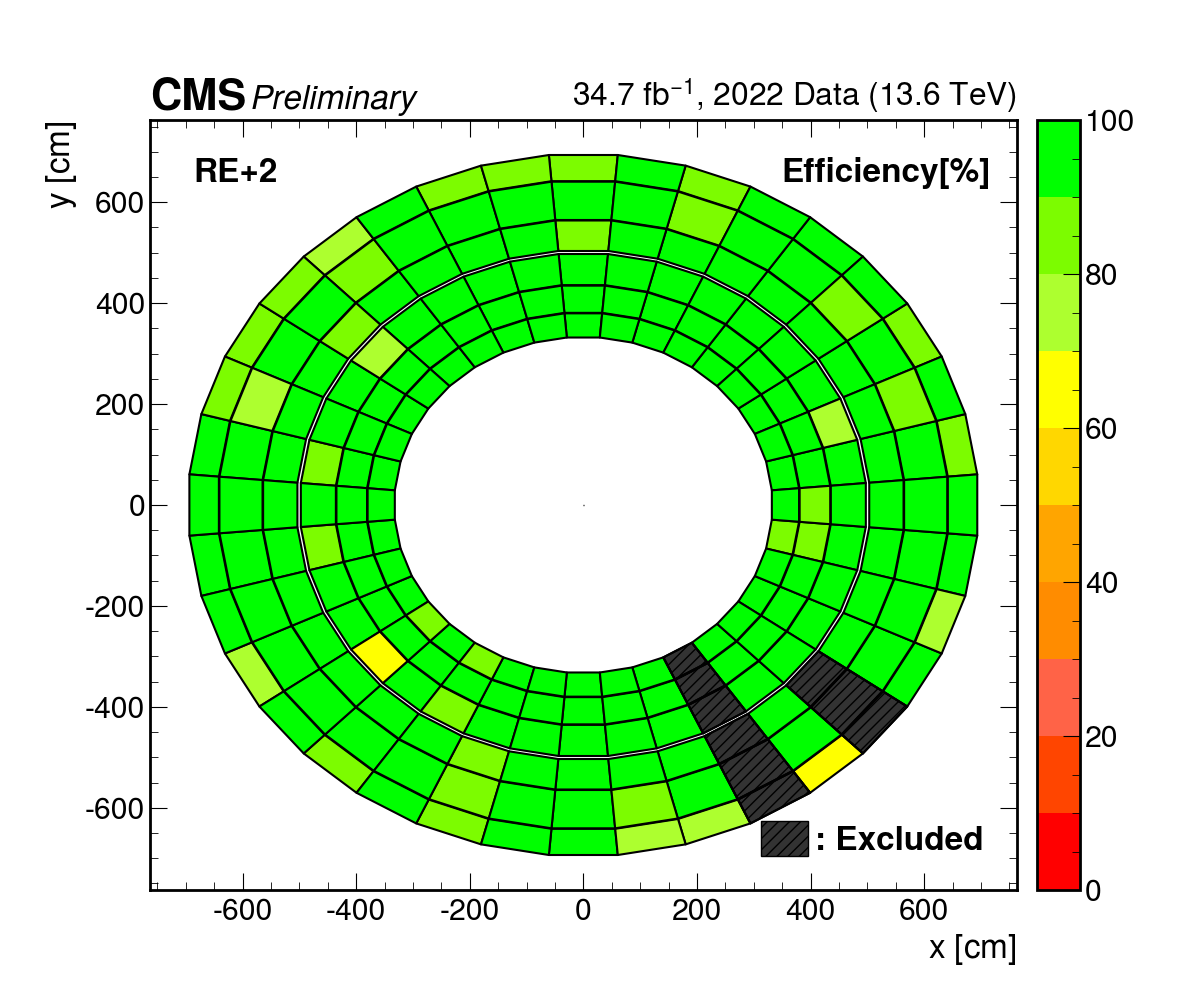 CMS Preliminary 34.7 fb⁻¹, 2022 Data (13.6 TeV)
y [cm]
RE+2 Efficiency[%]
600
400
200
0
-200
-400
-600
: Excluded
-600 -400 -200 0 200 400 600
x [cm]
100
80
60
40
20
0